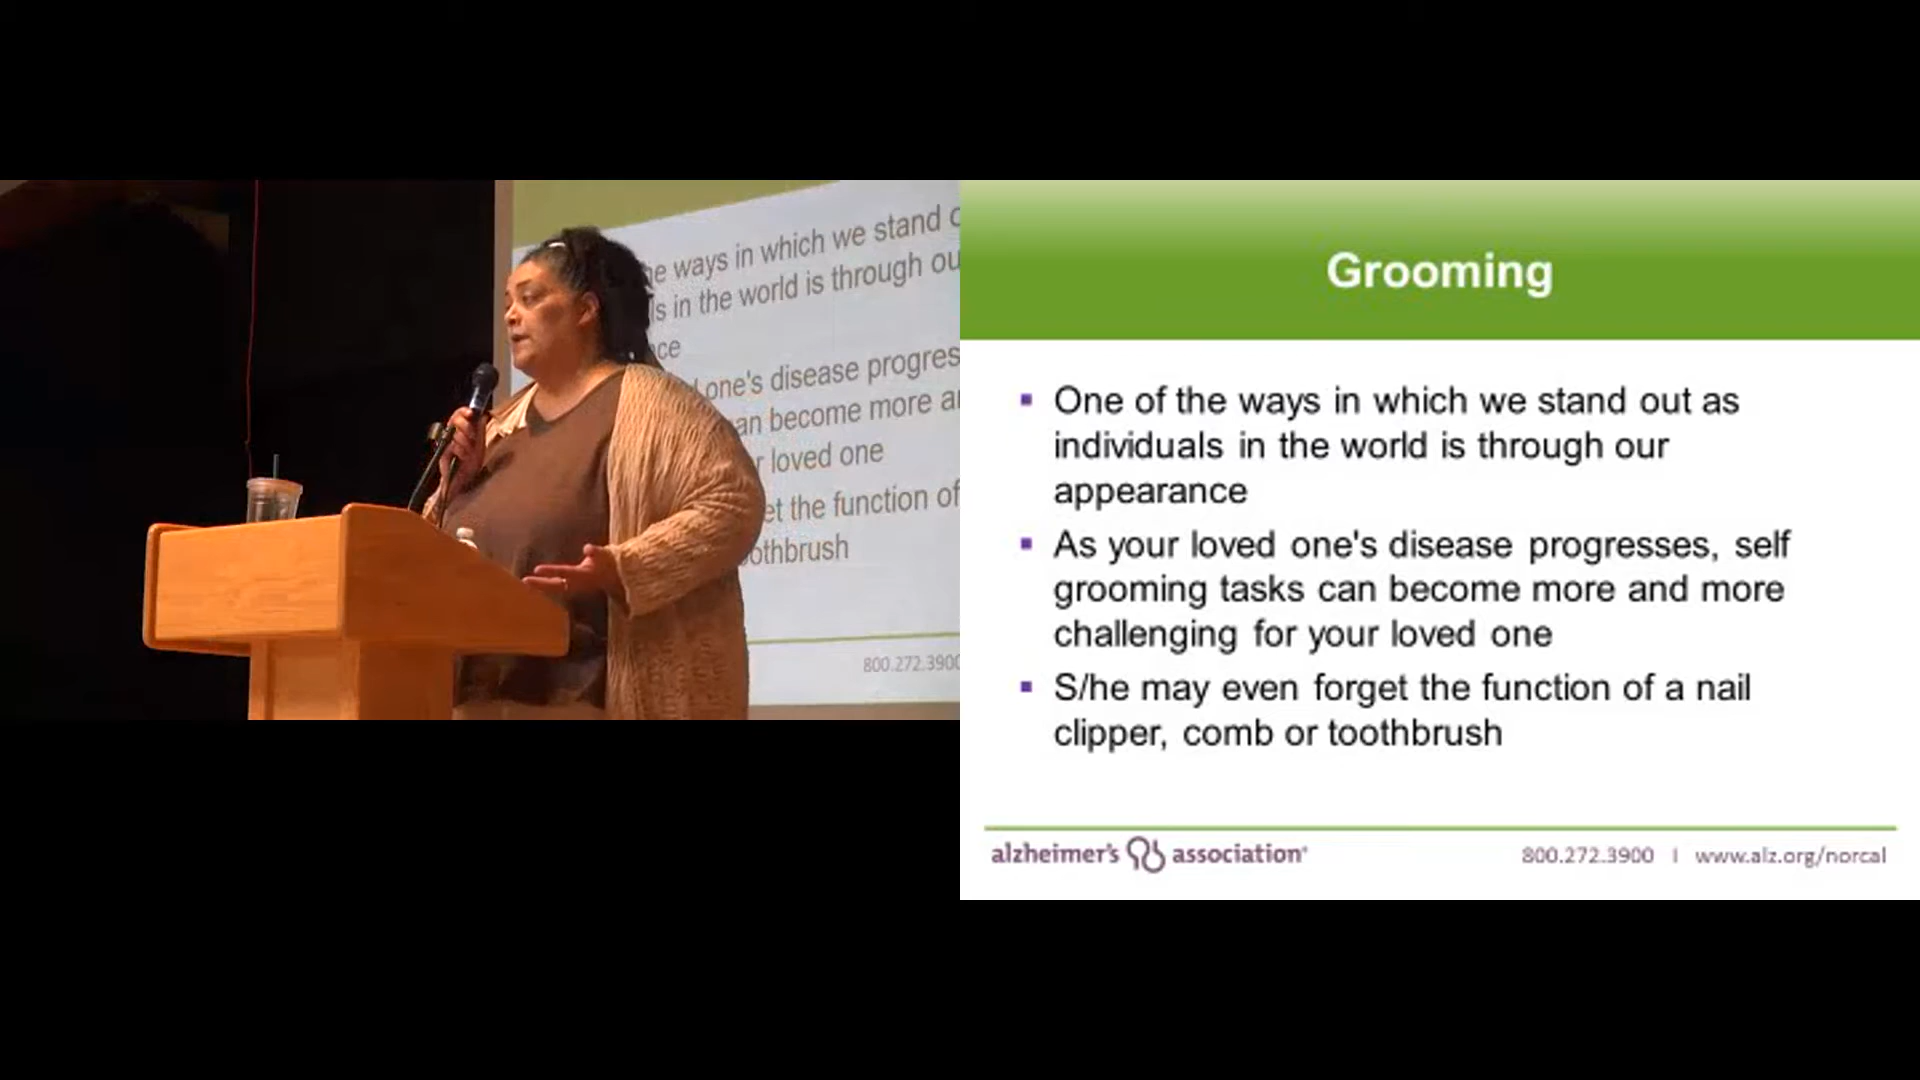 he ways in which we stand
s in the world is through ou
ce
one's disease progres
an become more a
r loved one
et the function of
othbrush
800.272.3900
Grooming
▪ One of the ways in which we stand out as
individuals in the world is through our
appearance
▪ As your loved one's disease progresses, self
grooming tasks can become more and more
challenging for your loved one
▪ S/he may even forget the function of a nail
clipper, comb or toothbrush
alzheimer's association®
800.272.3900 | www.alz.org/norcal